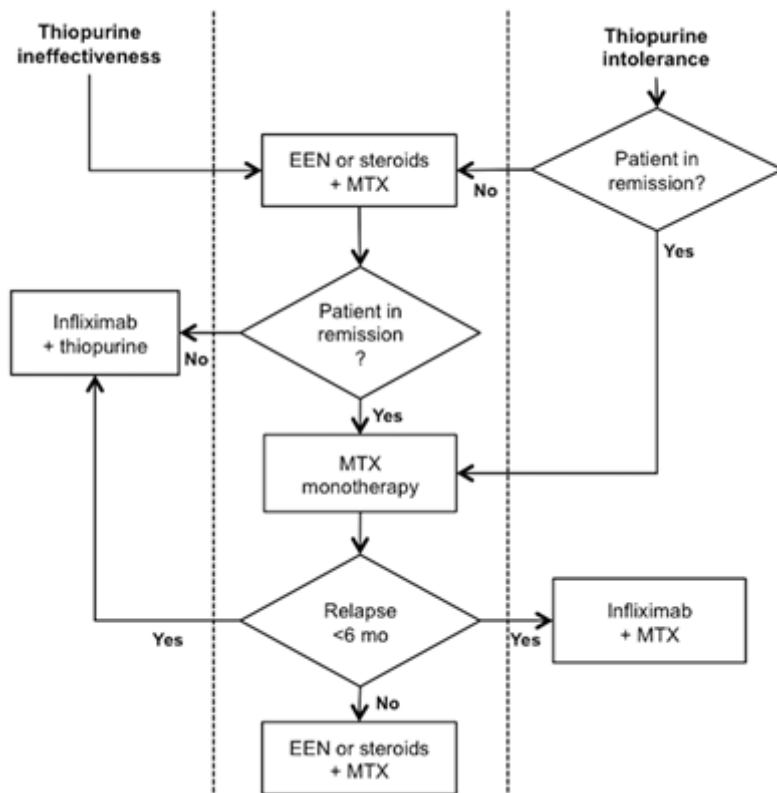 Thiopurine
ineffectiveness
Thiopurine
intolerance
EEN or steroids
+ MTX
No
Patient in
remission?
Yes
Infliximab
+ thiopurine
No
Patient in
remission
?
Yes
MTX
monotherapy
Yes
Relapse
<6 mo
Yes
Infliximab
+ MTX
No
EEN or steroids
+ MTX